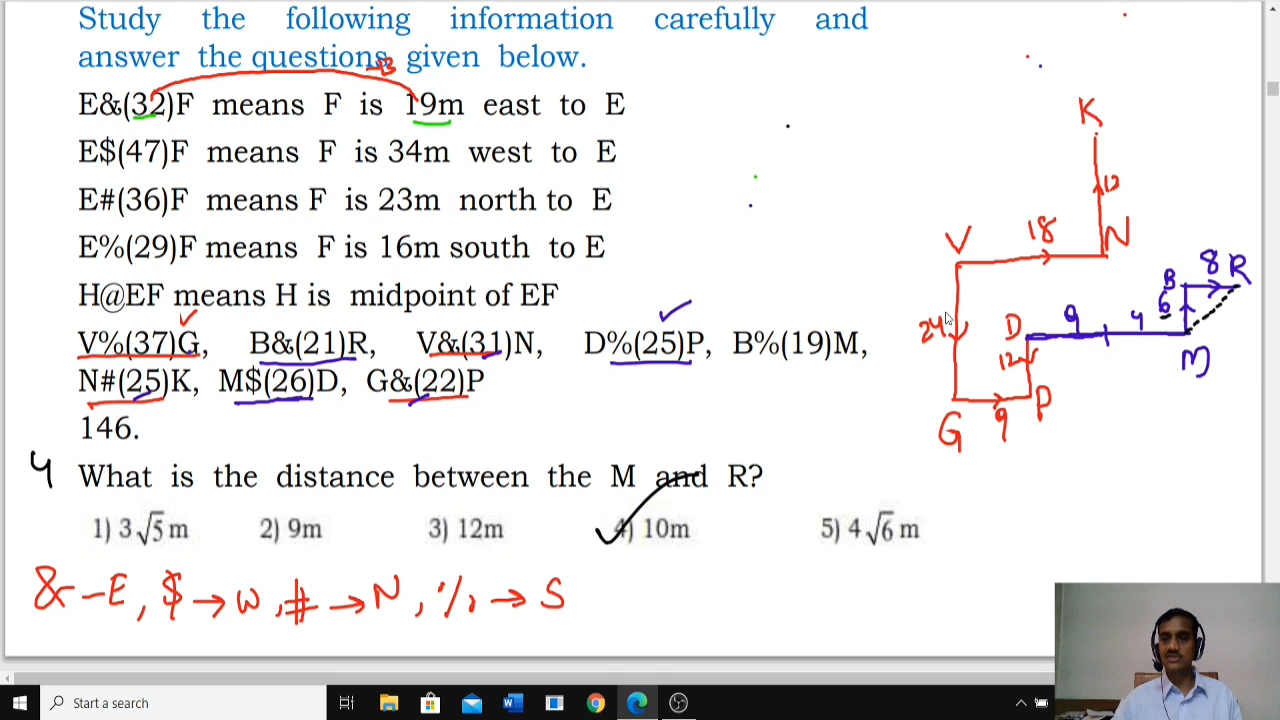 Study the following information carefully and
answer the questions given below.
-13
E&(32)F means F is 19m east to E
E$(47)F means F is 34m west to E
E#(36)F means F is 23m north to E
E%(29)F means F is 16m south to E
H@EF means H is midpoint of EF
V%(37)G, B&(21)R, V&(31)N, D%(25)P, B%(19)M,
N#(25)K, M$(26)D, G&(22)P
146.
4 What is the distance between the M and R?
1) 3√5 m 2) 9m 3) 12m 4) 10m 5) 4√6 m
& - E, $ → W, # → N, % → S
K
12
V 18 N
B 8 R
24 D 9 4 6
12 M
G 9 P
Start a search